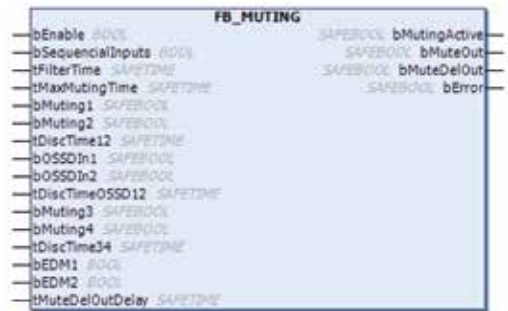 FB_MUTING
bEnable BOOL
bSequencialInputs BOOL
tFilterTime SAFETIME
tMaxMutingTime SAFETIME
bMuting1 SAFEBOOL
bMuting2 SAFEBOOL
tDiscTime12 SAFETIME
bOSSDIn1 SAFEBOOL
bOSSDIn2 SAFEBOOL
tDiscTimeOSSD12 SAFETIME
bMuting3 SAFEBOOL
bMuting4 SAFEBOOL
tDiscTime34 SAFETIME
bEDM1 BOOL
bEDM2 BOOL
tMuteDelOutDelay SAFETIME
SAFEBOOL bMutingActive
SAFEBOOL bMuteOut
SAFEBOOL bMuteDelOut
SAFEBOOL bError